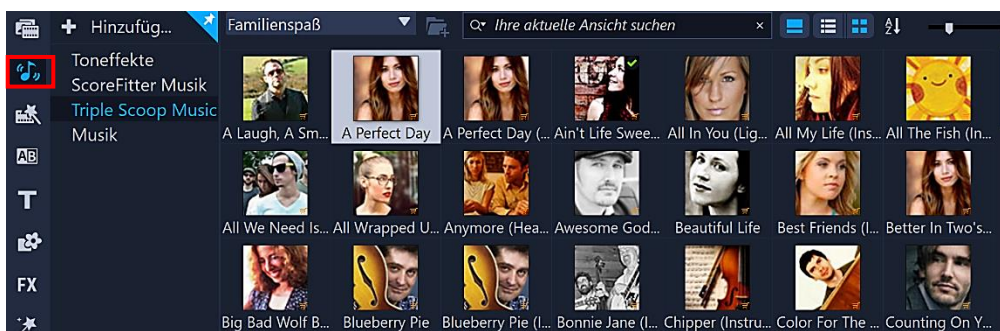 Hinzufüg... Familienspaß Ihre aktuelle Ansicht suchen
Toneffekte
ScoreFitter Musik
Triple Scoop Music
Musik
A Laugh, A Sm... A Perfect Day A Perfect Day (... Ain't Life Swee... All In You (Lig... All My Life (Ins... All The Fish (In...
All We Need Is... All Wrapped U... Anymore (Hea... Awesome God... Beautiful Life Best Friends (I... Better In Two's...
Big Bad Wolf B... Blueberry Pie Blueberry Pie (I... Bonnie Jane (I... Chipper (Instru... Color For The ... Counting On Y...
AB
T
FX